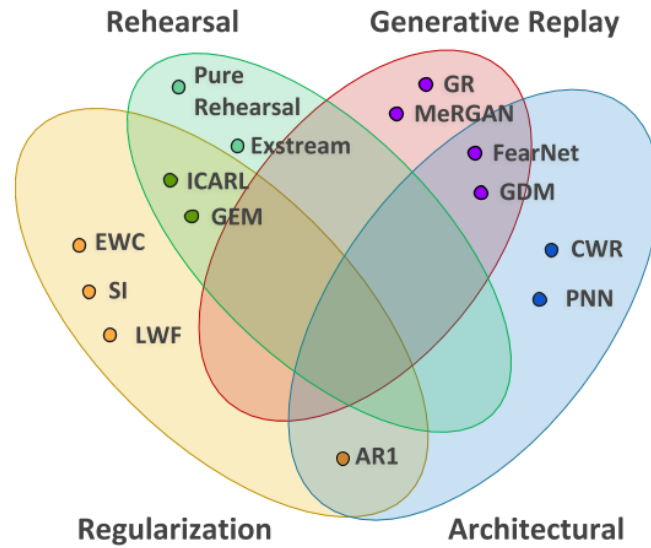 Rehearsal
Generative Replay
Pure
Rehearsal
GR
MeRGAN
Exstream
FearNet
ICARL
GDM
GEM
EWC
CWR
SI
PNN
LWF
AR1
Regularization
Architectural